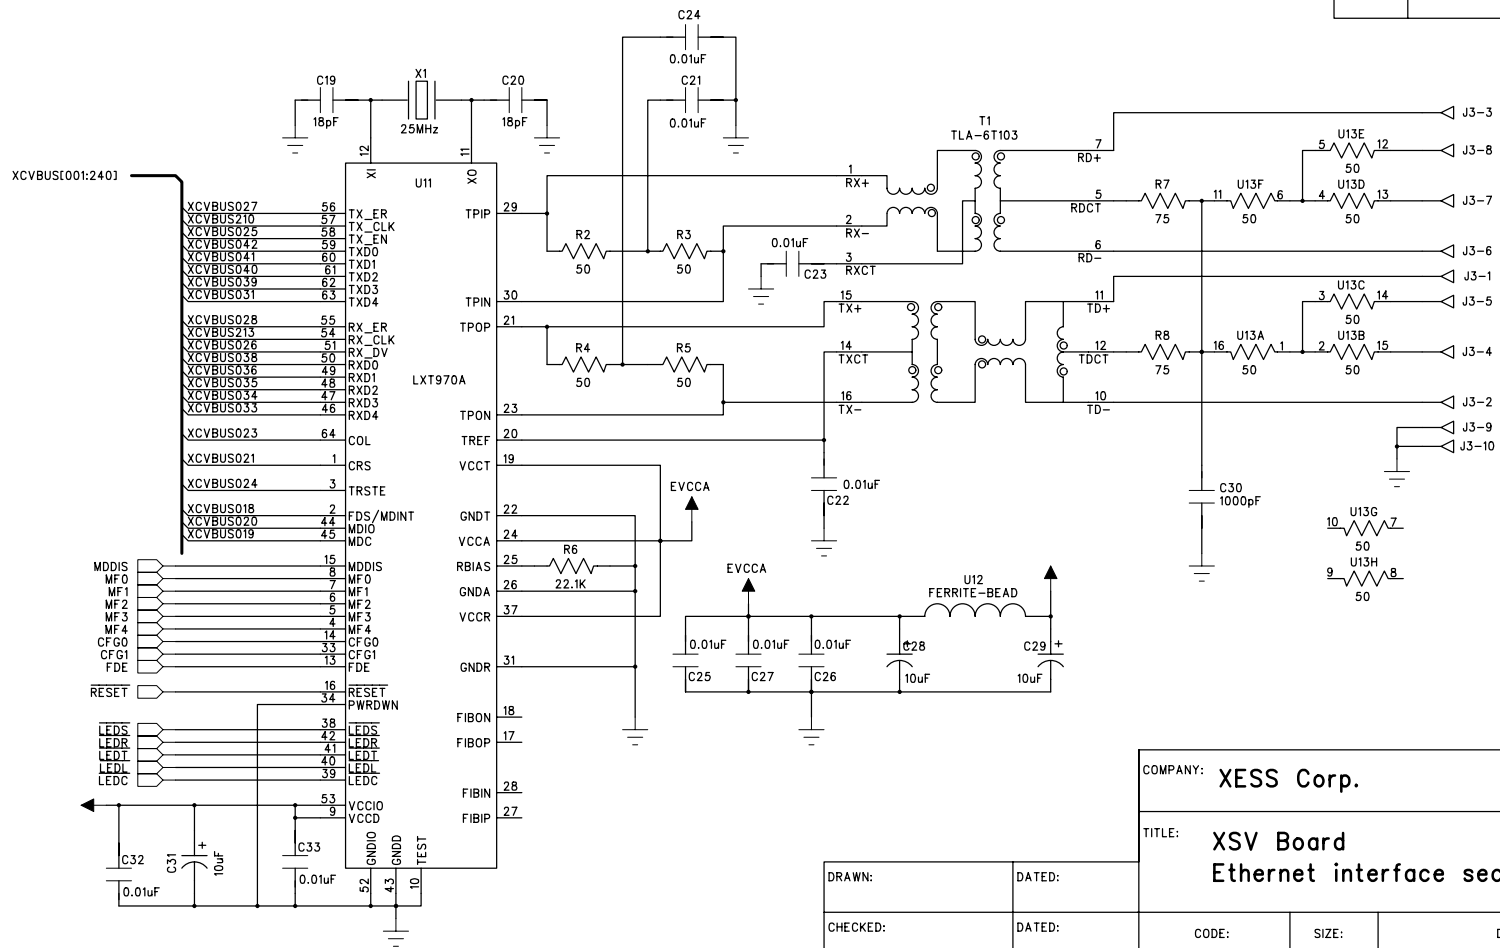 C24
0.01uF
C21
0.01uF
C19
18pF
X1
25MHz
C20
18pF
12
11
XI
XO
U11
XCVBUS[001:240]
XCVBUS027 56 TX_ER
XCVBUS210 57 TX_CLK
XCVBUS025 58 TX_EN
XCVBUS042 59 TXD0
XCVBUS041 60 TXD1
XCVBUS040 61 TXD2
XCVBUS039 62 TXD3
XCVBUS031 63 TXD4
XCVBUS028 55 RX_ER
XCVBUS213 54 RX_CLK
XCVBUS026 51 RX_DV
XCVBUS038 50 RXD0
XCVBUS036 49 RXD1
XCVBUS035 48 RXD2
XCVBUS034 47 RXD3
XCVBUS033 46 RXD4
XCVBUS023 64 COL
XCVBUS021 1 CRS
XCVBUS024 3 TRSTE
XCVBUS018 2 FDS/MDINT
XCVBUS020 44 MDIO
XCVBUS019 45 MDC
MDDIS 15 MDDIS
MF0 8 MF0
MF1 7 MF1
MF2 6 MF2
MF3 5 MF3
MF4 4 MF4
CFG0 14 CFG0
CFG1 33 CFG1
FDE 13 FDE
RESET 16 RESET
34 PWRDWN
LEDS 38 LEDS
LEDR 42 LEDR
LEDT 41 LEDT
LEDL 40 LEDL
LEDC 39 LEDC
53 VCCIO
9 VCCD
LXT970A
TPIP 29
TPIN 30
TPOP 21
TPON 23
TREF 20
VCCT 19
GNDT 22
VCCA 24
RBIAS 25
GNDA 26
VCCR 37
GNDR 31
FIBON 18
FIBOP 17
FIBIN 28
FIBIP 27
GNDIO
GNDD
TEST
52
43
10
C32
0.01uF
C31
+
10uF
C33
0.01uF
R2
50
R3
50
R4
50
R5
50
R6
22.1K
EVCCA
0.01uF
C23
0.01uF
C22
T1
TLA-6T103
1
RX+
2
RX-
3
RXCT
15
TX+
14
TXCT
16
TX-
7
RD+
5
RDCT
6
RD-
11
TD+
12
TDCT
10
TD-
R7
75
R8
75
11 U13F 6
50
5 U13E 12
50
4 U13D 13
50
3 U13C 14
50
16 U13A 1
50
2 U13B 15
50
J3-3
J3-8
J3-7
J3-6
J3-1
J3-5
J3-4
J3-2
J3-9
J3-10
C30
1000pF
10 U13G 7
50
9 U13H 8
50
EVCCA
U12
FERRITE-BEAD
0.01uF
C25
0.01uF
C27
0.01uF
C26
+
C28
10uF
C29 +
10uF
COMPANY: XESS Corp.
TITLE: XSV Board
Ethernet interface sec
DRAWN:
DATED:
CHECKED:
DATED:
CODE:
SIZE: